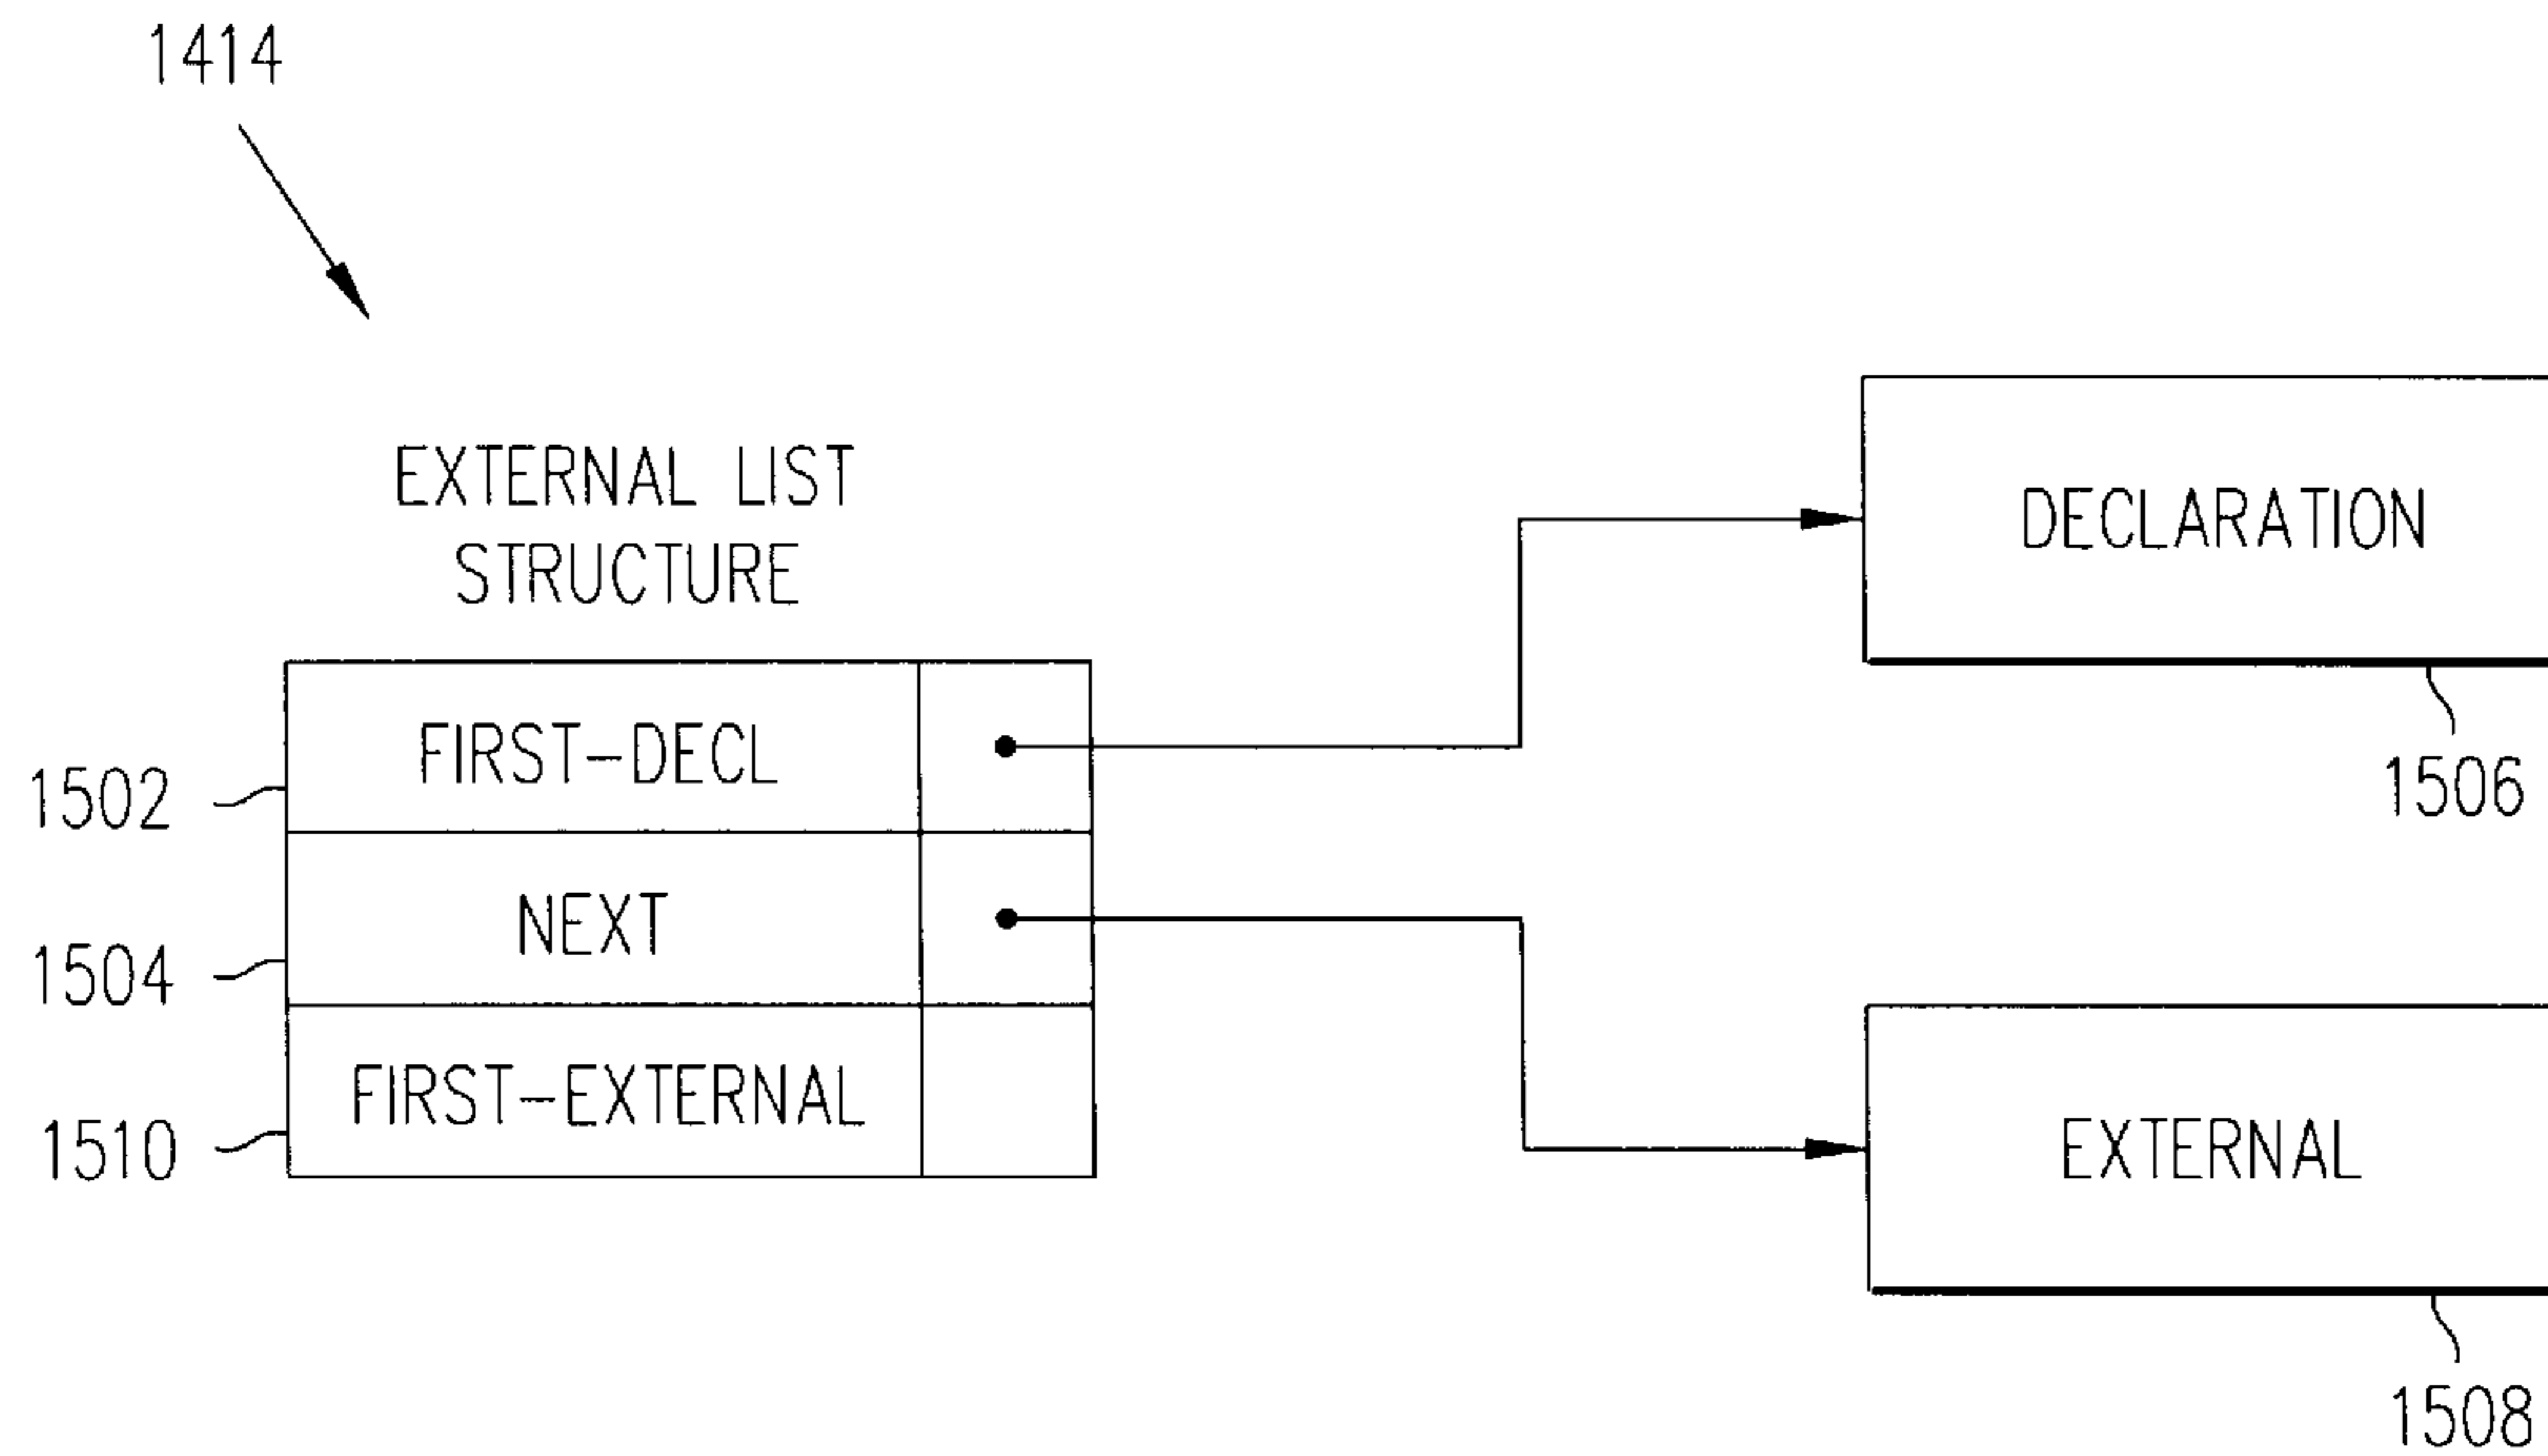 1414
EXTERNAL LIST
STRUCTURE
DECLARATION
1506
1502
FIRST-DECL
1504
NEXT
1510
FIRST-EXTERNAL
EXTERNAL
1508